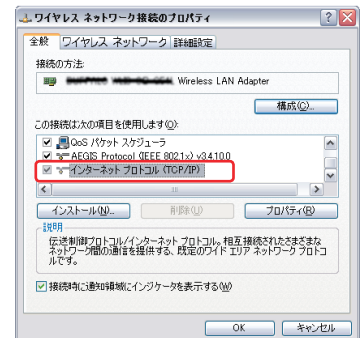 ワイヤレス ネットワーク接続のプロパティ
全般 ワイヤレス ネットワーク 詳細設定
接続の方法:
Wireless LAN Adapter
構成(C)...
この接続は次の項目を使用します(O):
QoS パケット スケジューラ
AEGIS Protocol (IEEE 802.1x) v3.4.10.0
インターネット プロトコル (TCP/IP)
インストール(N)... 削除(U) プロパティ(R)
説明
伝送制御プロトコル/インターネット プロトコル。相互接続されたさまざまな
ネットワーク間の通信を提供する、既定のワイド エリア ネットワーク プロトコ
ルです。
接続時に通知領域にインジケータを表示する(W)
OK キャンセル